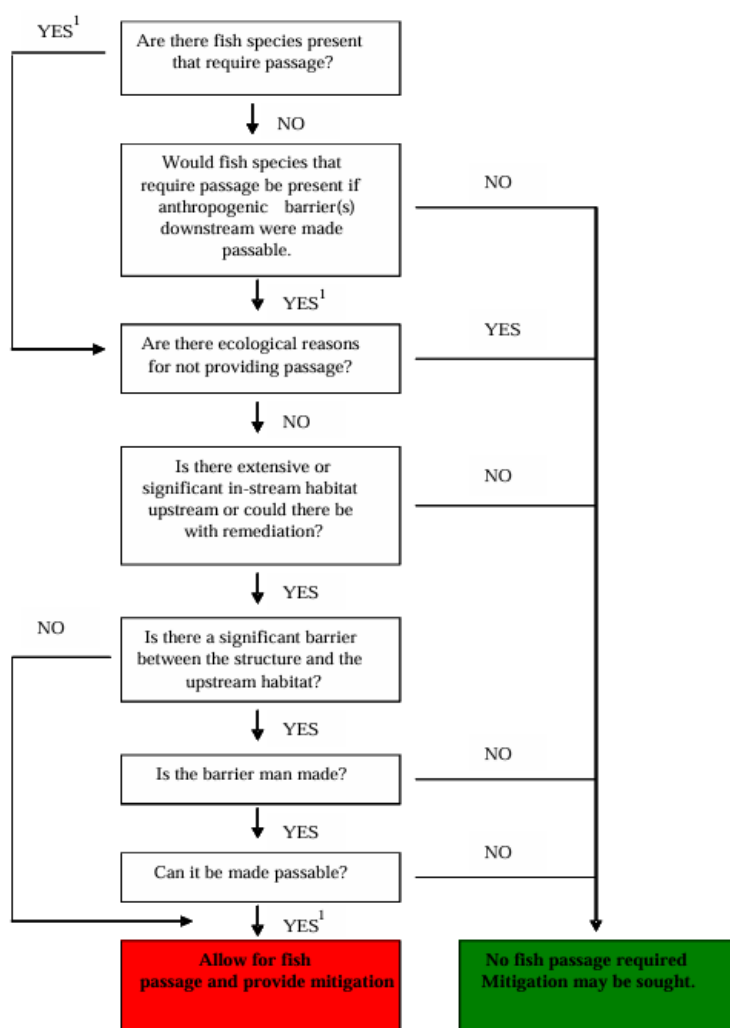 YES¹
Are there fish species present
that require passage?
NO
Would fish species that
require passage be present if
anthropogenic barrier(s)
downstream were made
passable.
NO
YES¹
Are there ecological reasons
for not providing passage?
YES
NO
Is there extensive or
significant in-stream habitat
upstream or could there be
with remediation?
NO
YES
NO
Is there a significant barrier
between the structure and the
upstream habitat?
YES
Is the barrier man made?
NO
YES
Can it be made passable?
NO
YES¹
Allow for fish
passage and provide mitigation
No fish passage required
Mitigation may be sought.